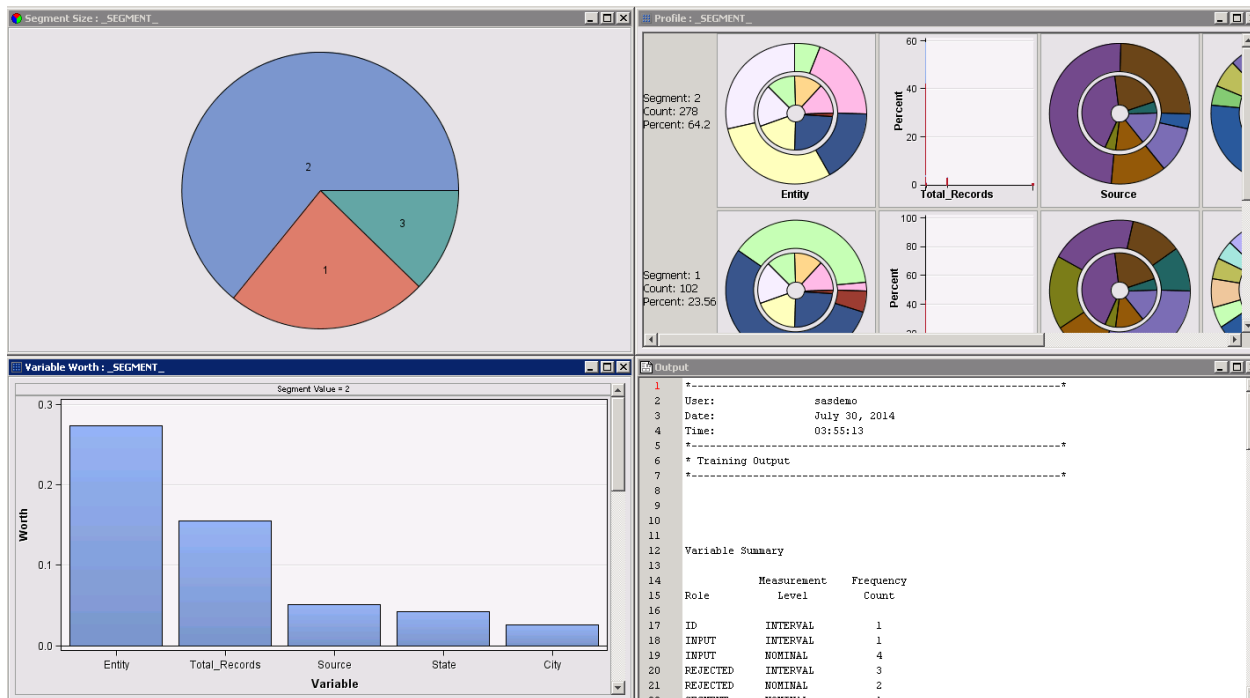 Segment Size : _SEGMENT_
2
3
1
Profile : _SEGMENT_
Segment: 2
Count: 278
Percent: 64.2
Entity
60
40
20
0
Percent
Total_Records
Source
Segment: 1
Count: 102
Percent: 23.56
100
80
60
40
20
Percent
Variable Worth : _SEGMENT_
Segment Value = 2
0.3
0.2
0.1
0.0
Worth
Entity Total_Records Source State City
Variable
Output
1 *------------------------------------------------------------*
2 User: sasdemo
3 Date: July 30, 2014
4 Time: 03:55:13
5 *------------------------------------------------------------*
6 * Training Output
7 *------------------------------------------------------------*
8
9
10
11
12 Variable Summary
13
14 Measurement Frequency
15 Role Level Count
16
17 ID INTERVAL 1
18 INPUT INTERVAL 1
19 INPUT NOMINAL 4
20 REJECTED INTERVAL 3
21 REJECTED NOMINAL 2